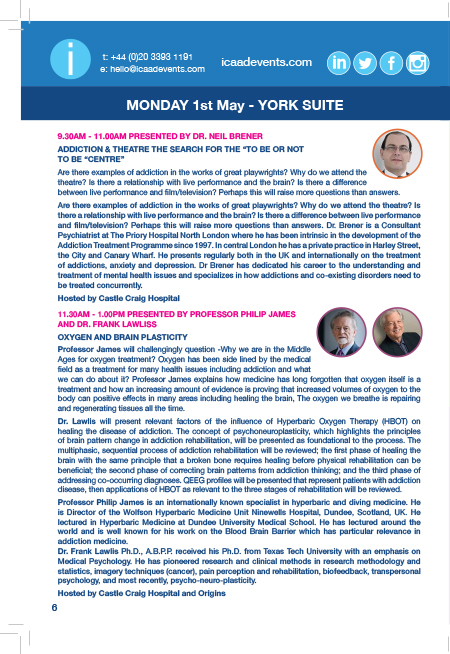 t: +44 (0)20 3393 1191
e: hello@icaadevents.com
icaadevents.com
MONDAY 1st May - YORK SUITE
9.30AM - 11.00AM PRESENTED BY DR. NEIL BRENER
ADDICTION & THEATRE THE SEARCH FOR THE "TO BE OR NOT
TO BE "CENTRE"
Are there examples of addiction in the works of great playwrights? Why do we attend the
theatre? Is there a relationship with live performance and the brain? Is there a difference
between live performance and film/television? Perhaps this will raise more questions than answers.
Are there examples of addiction in the works of great playwrights? Why do we attend the theatre? Is
there a relationship with live performance and the brain? Is there a difference between live performance
and film/television? Perhaps this will raise more questions than answers. Dr. Brener is a Consultant
Psychiatrist at The Priory Hospital North London where he has been intrinsic in the development of the
Addiction Treatment Programme since 1997. In central London he has a private practice in Harley Street,
the City and Canary Wharf. He presents regularly both in the UK and internationally on the treatment
of addictions, anxiety and depression. Dr Brener has dedicated his career to the understanding and
treatment of mental health issues and specializes in how addictions and co-existing disorders need to
be treated concurrently.
Hosted by Castle Craig Hospital
11.30AM - 1.00PM PRESENTED BY PROFESSOR PHILIP JAMES
AND DR. FRANK LAWLISS
OXYGEN AND BRAIN PLASTICITY
Professor James will challengingly question -Why we are in the Middle
Ages for oxygen treatment? Oxygen has been side lined by the medical
field as a treatment for many health issues including addiction and what
we can do about it? Professor James explains how medicine has long forgotten that oxygen itself is a
treatment and how an increasing amount of evidence is proving that increased volumes of oxygen to the
body can positive effects in many areas including healing the brain, The oxygen we breathe is repairing
and regenerating tissues all the time.
Dr. Lawlis will present relevant factors of the influence of Hyperbaric Oxygen Therapy (HBOT) on
healing the disease of addiction. The concept of psychoneuroplasticity, which highlights the principles
of brain pattern change in addiction rehabilitation, will be presented as foundational to the process. The
multiphasic, sequential process of addiction rehabilitation will be reviewed; the first phase of healing the
brain with the same principle that a broken bone requires healing before physical rehabilitation can be
beneficial; the second phase of correcting brain patterns from addiction thinking; and the third phase of
addressing co-occurring diagnoses. QEEG profiles will be presented that represent patients with addiction
disease, then applications of HBOT as relevant to the three stages of rehabilitation will be reviewed.
Professor Philip James is an internationally known specialist in hyperbaric and diving medicine. He
is Director of the Wolfson Hyperbaric Medicine Unit Ninewells Hospital, Dundee, Scotland, UK. He
lectured in Hyperbaric Medicine at Dundee University Medical School. He has lectured around the
world and is well known for his work on the Blood Brain Barrier which has particular relevance in
addiction medicine.
Dr. Frank Lawlis Ph.D., A.B.P.P. received his Ph.D. from Texas Tech University with an emphasis on
Medical Psychology. He has pioneered research and clinical methods in research methodology and
statistics, imagery techniques (cancer), pain perception and rehabilitation, biofeedback, transpersonal
psychology, and most recently, psycho-neuro-plasticity.
Hosted by Castle Craig Hospital and Origins
6